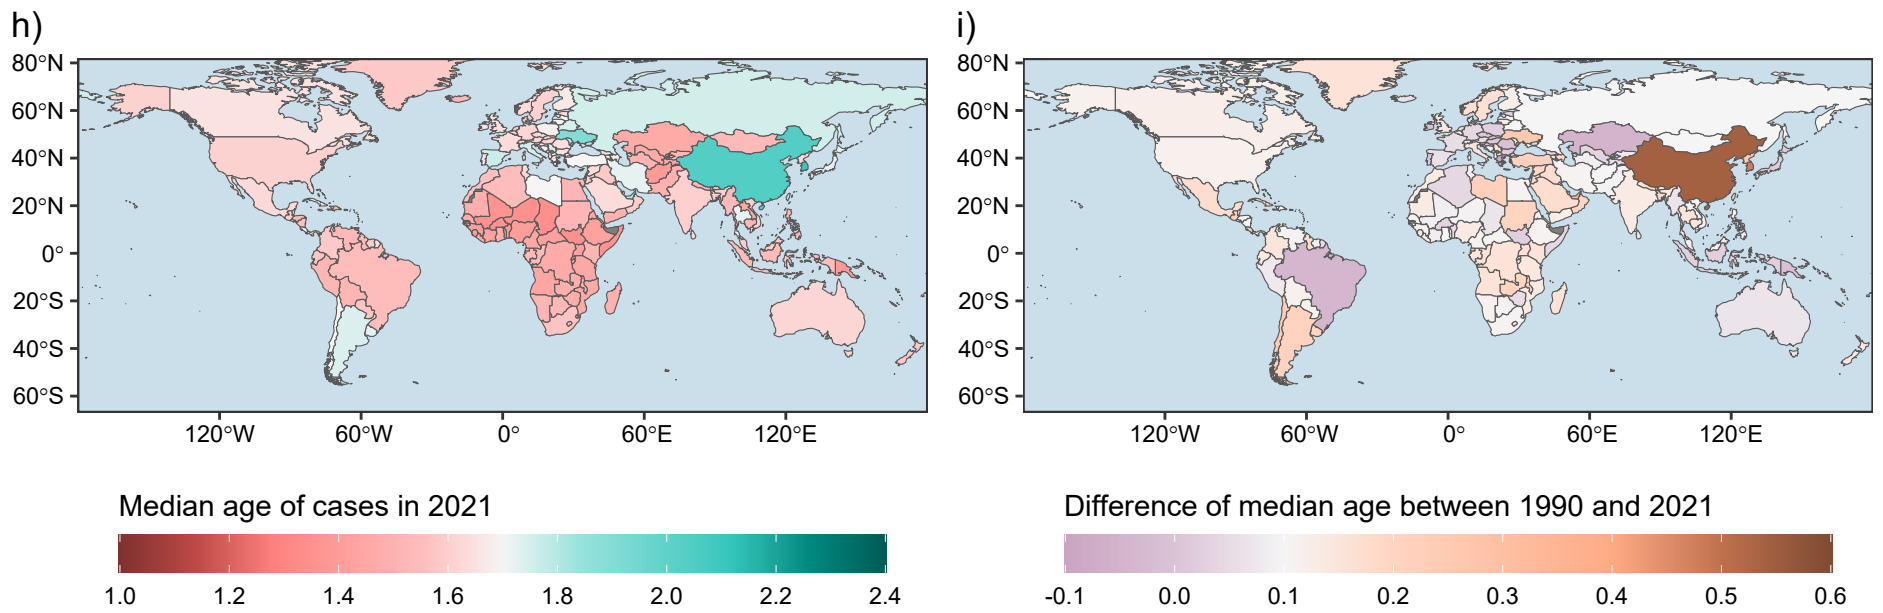 h)
80°N
60°N
40°N
20°N
0°
20°S
40°S
60°S
120°W 60°W 0° 60°E 120°E
Median age of cases in 2021
1.0 1.2 1.4 1.6 1.8 2.0 2.2 2.4
i)
80°N
60°N
40°N
20°N
0°
20°S
40°S
60°S
120°W 60°W 0° 60°E 120°E
Difference of median age between 1990 and 2021
-0.1 0.0 0.1 0.2 0.3 0.4 0.5 0.6